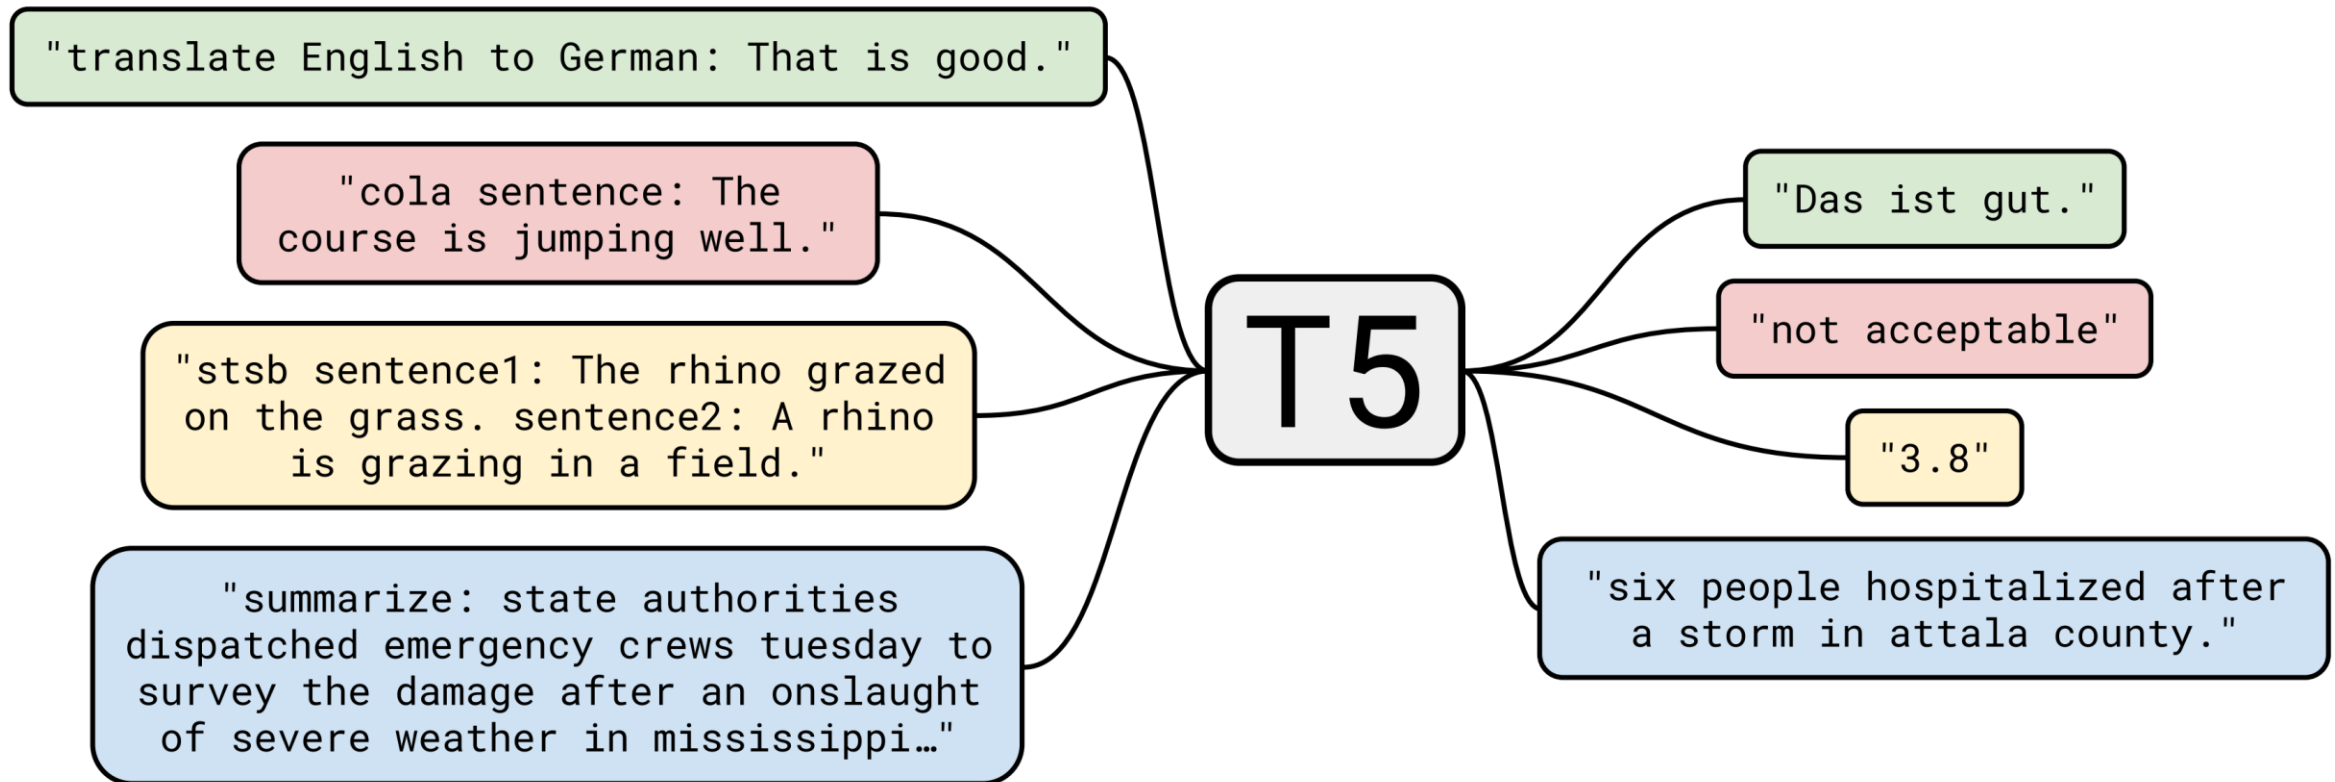 "translate English to German: That is good."
"cola sentence: The
course is jumping well."
"stsb sentence1: The rhino grazed
on the grass. sentence2: A rhino
is grazing in a field."
"summarize: state authorities
dispatched emergency crews tuesday to
survey the damage after an onslaught
of severe weather in mississippi…"
T5
"Das ist gut."
"not acceptable"
"3.8"
"six people hospitalized after
a storm in attala county."